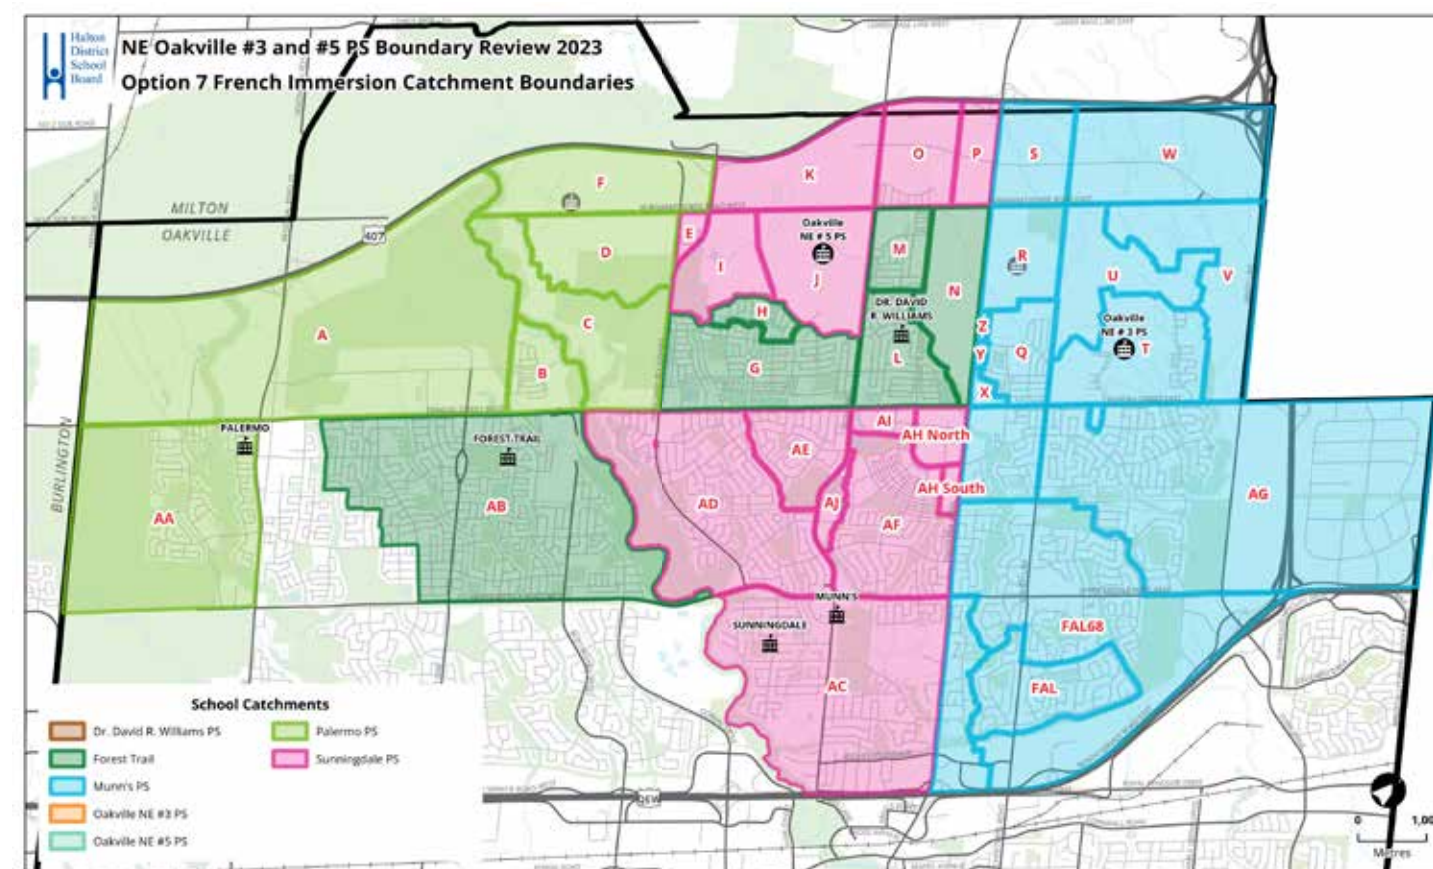 Halton
District
School
Board
NE Oakville #3 and #5 PS Boundary Review 2023
Option 7 French Immersion Catchment Boundaries
MILTON
OAKVILLE
407
BURLINGTON
F
K
O
P
S
W
E
D
I
Oakville
NE # 5 PS
J
M
N
R
U
V
A
C
B
H
G
DR. DAVID
R. WILLIAMS
L
Z
Y
X
Q
Oakville
NE # 3 PS
T
PALERMO
AA
FOREST TRAIL
AB
AD
AE
AJ
AI
AH North
AH South
AF
AG
MUNN'S
SUNNINGDALE
AC
FAL68
FAL
QEW
School Catchments
Dr. David R. Williams PS
Forest Trail
Munn's PS
Oakville NE #3 PS
Oakville NE #5 PS
Palermo PS
Sunningdale PS
0
1,00
Metres